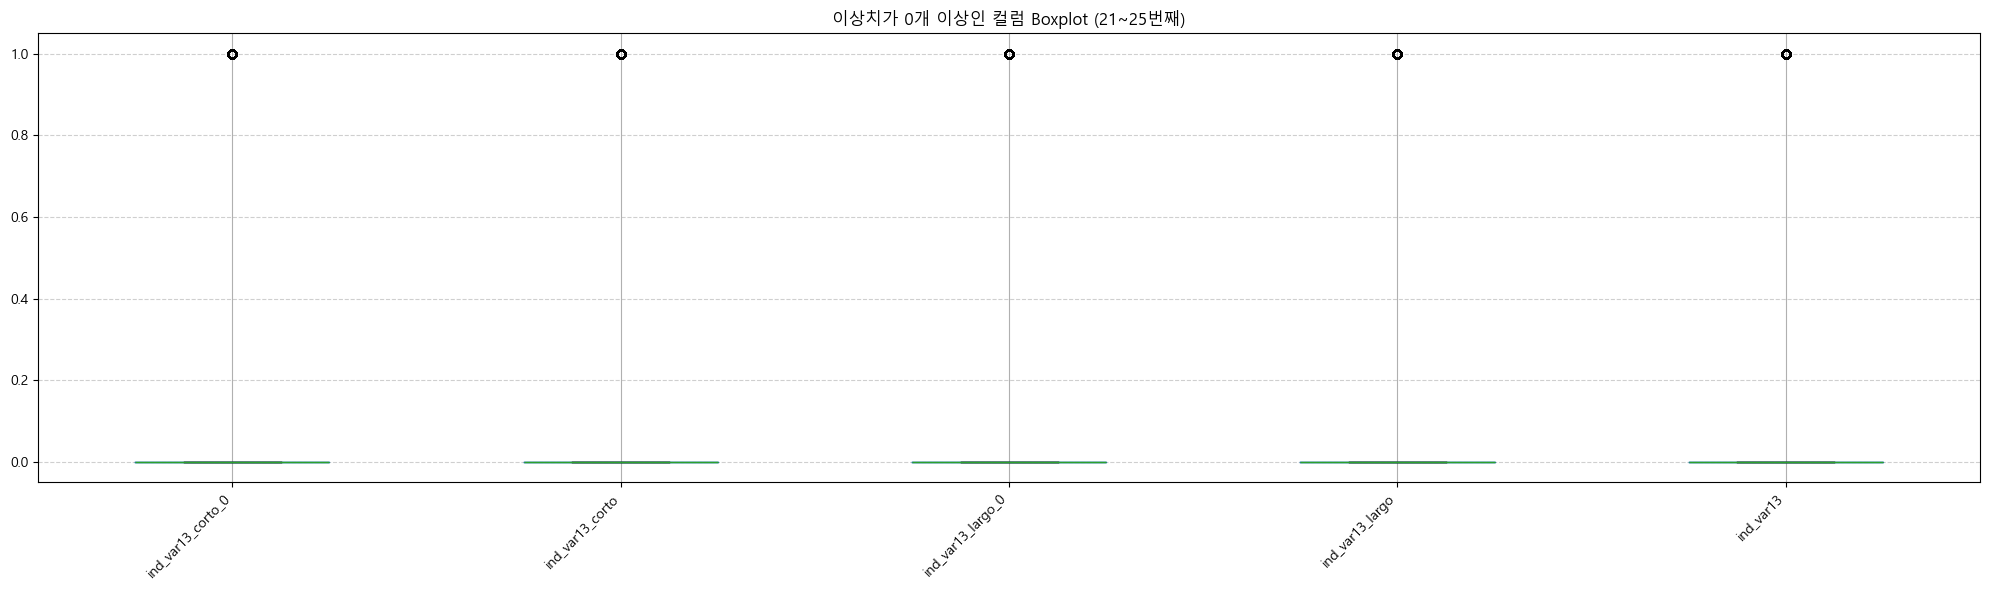 이상치가 0개 이상인 컬럼 Boxplot (21~25번째)
1.0
0.8
0.6
0.4
0.2
0.0
ind_var13_corto_0
ind_var13_corto
ind_var13_largo_0
ind_var13_largo
ind_var13